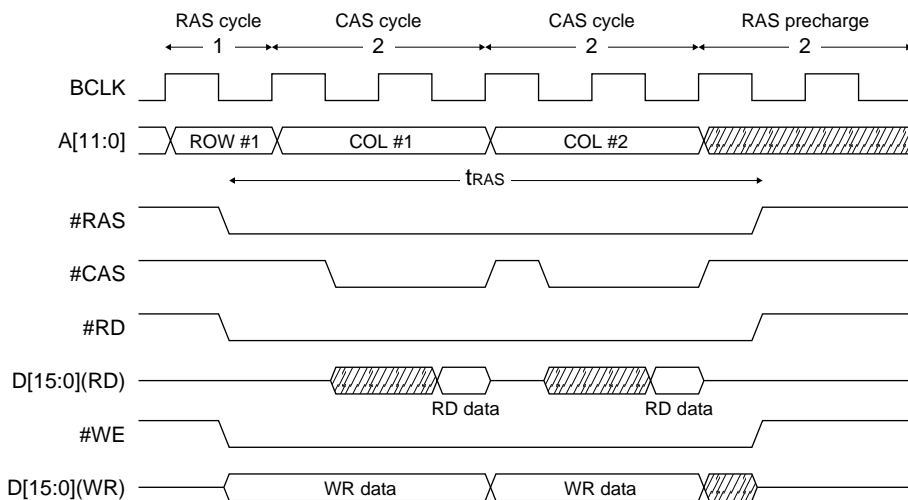 RAS cycle CAS cycle CAS cycle RAS precharge
1 2 2 2
BCLK
A[11:0] ROW #1 COL #1 COL #2
tRAS
#RAS
#CAS
#RD
D[15:0](RD)
RD data RD data
#WE
D[15:0](WR) WR data WR data